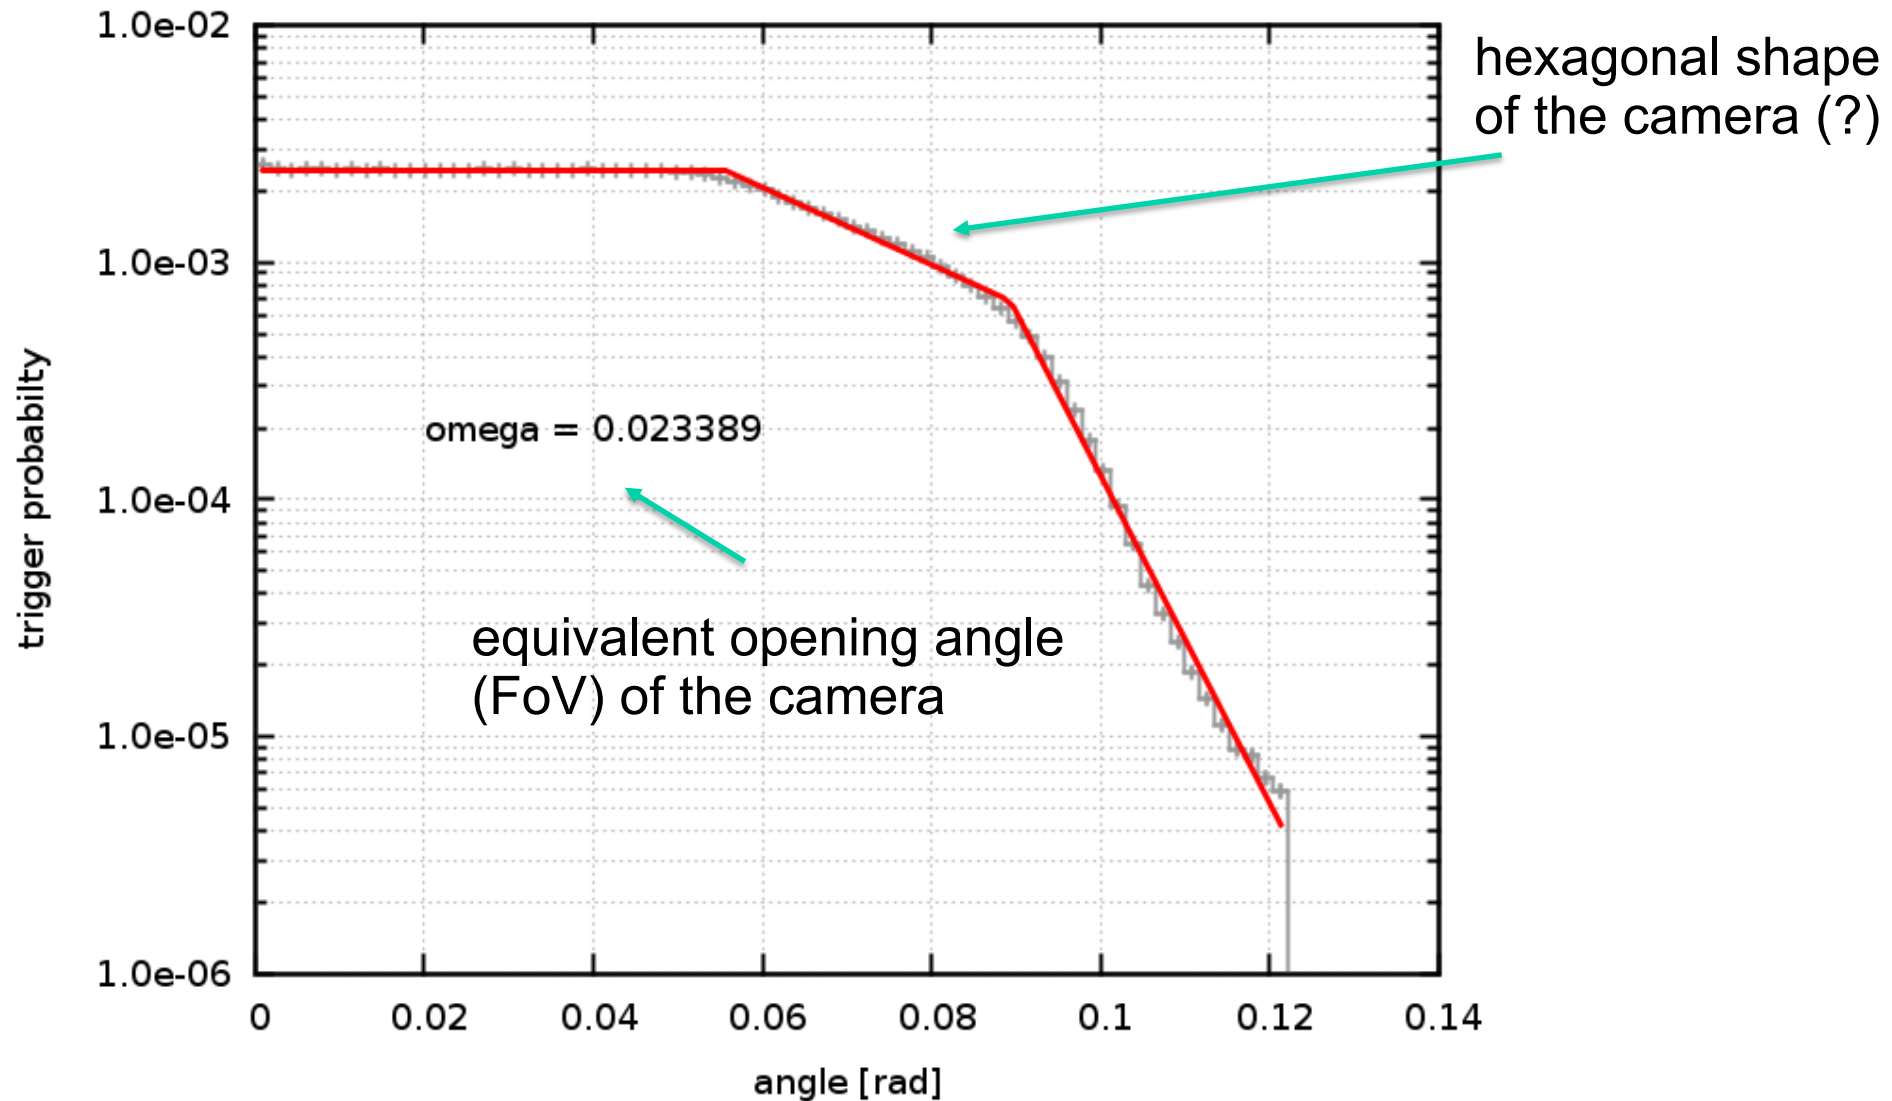 1.0e-02
hexagonal shape
of the camera (?)
1.0e-03
trigger probabilty
omega = 0.023389
1.0e-04
equivalent opening angle
(FoV) of the camera
1.0e-05
1.0e-06
0 0.02 0.04 0.06 0.08 0.1 0.12 0.14
angle [rad]